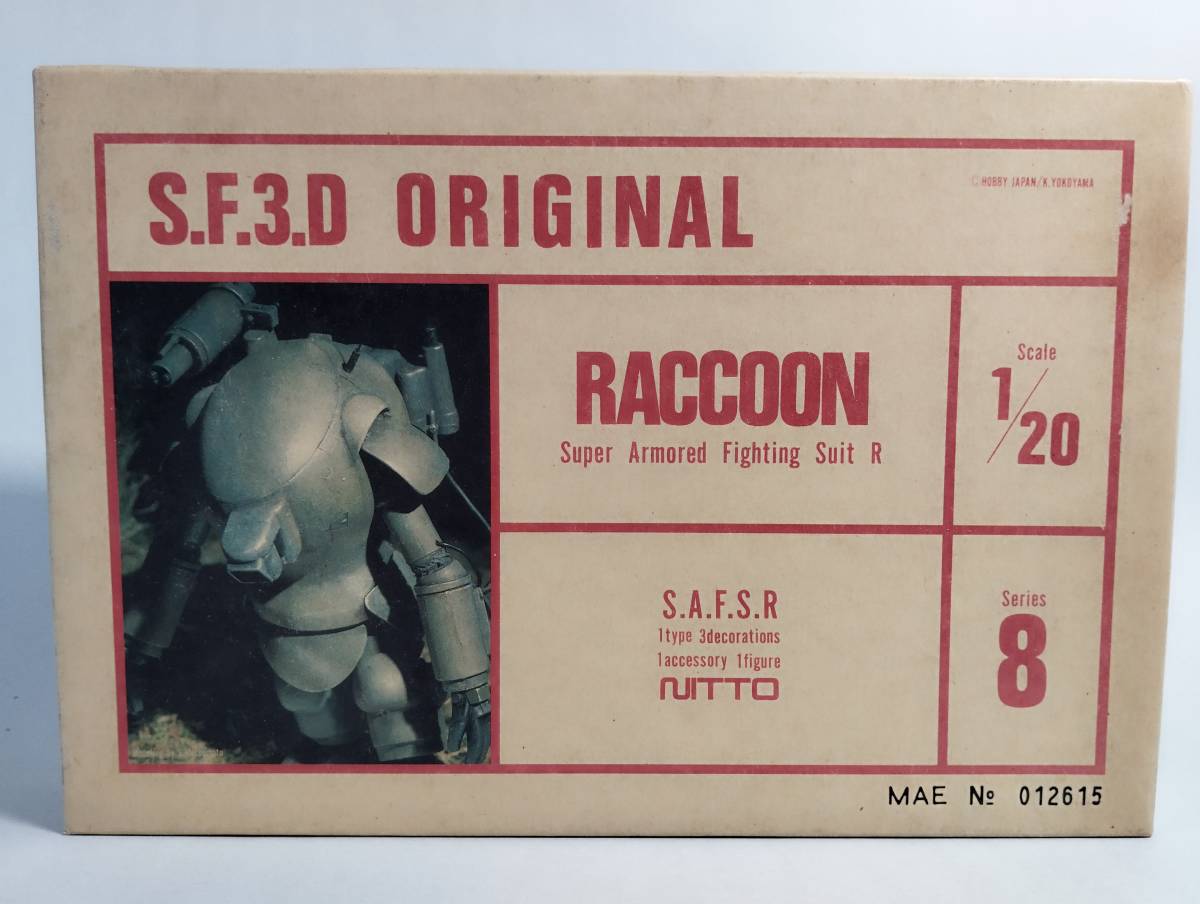 S.F.3.D ORIGINAL
© HOBBY JAPAN/K.YOKOYAMA
RACCOON
Super Armored Fighting Suit R
Scale
1/20
S.A.F.S.R
1type 3decorations
1accessory 1figure
NITTO
Series
8
MAE № 012615